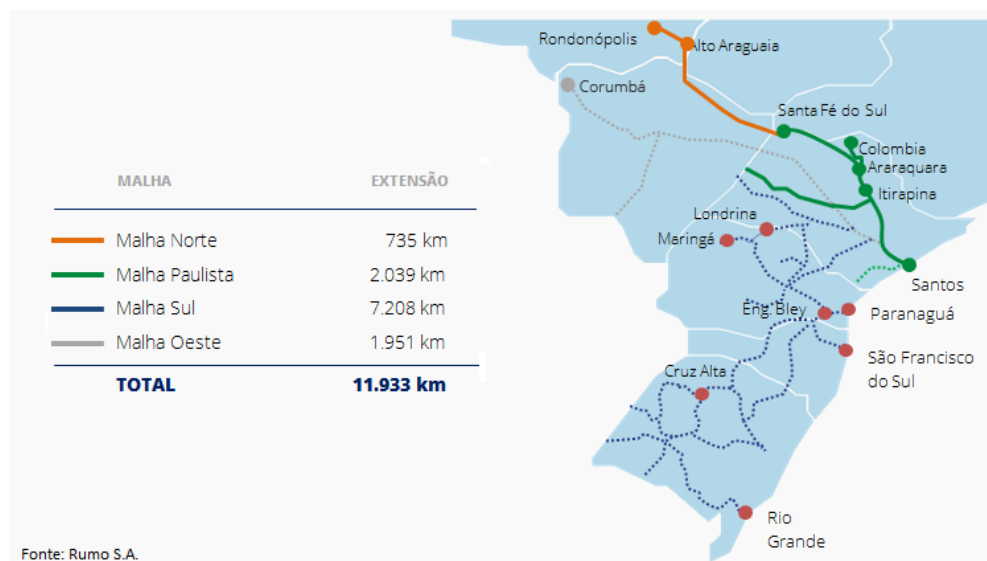 Rondonópolis
Alto Araguaia
Corumbá
Santa Fé do Sul
Colombia
Araraquara
Itirapina
MALHA EXTENSÃO
Londrina
Malha Norte 735 km
Maringá
Malha Paulista 2.039 km
Santos
Malha Sul 7.208 km
Eng. Bley
Paranaguá
Malha Oeste 1.951 km
São Francisco
do Sul
Cruz Alta
TOTAL 11.933 km
Rio
Grande
Fonte: Rumo S.A.